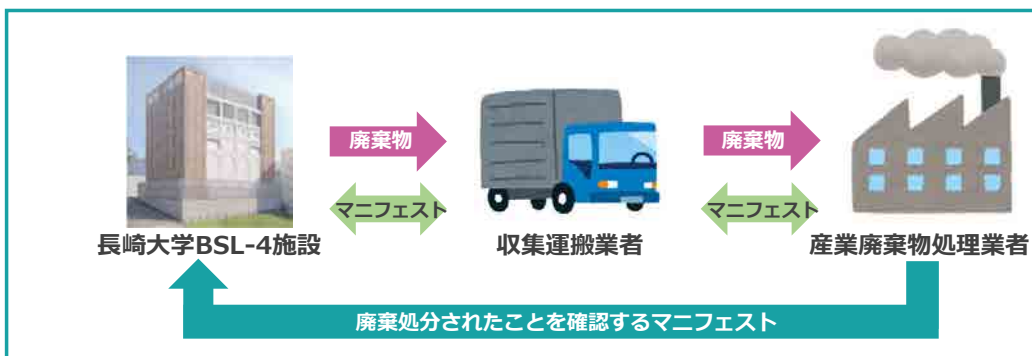 廃棄物
廃棄物
マニフェスト
マニフェスト
長崎大学BSL-4施設
収集運搬業者
産業廃棄物処理業者
廃棄処分されたことを確認するマニフェスト